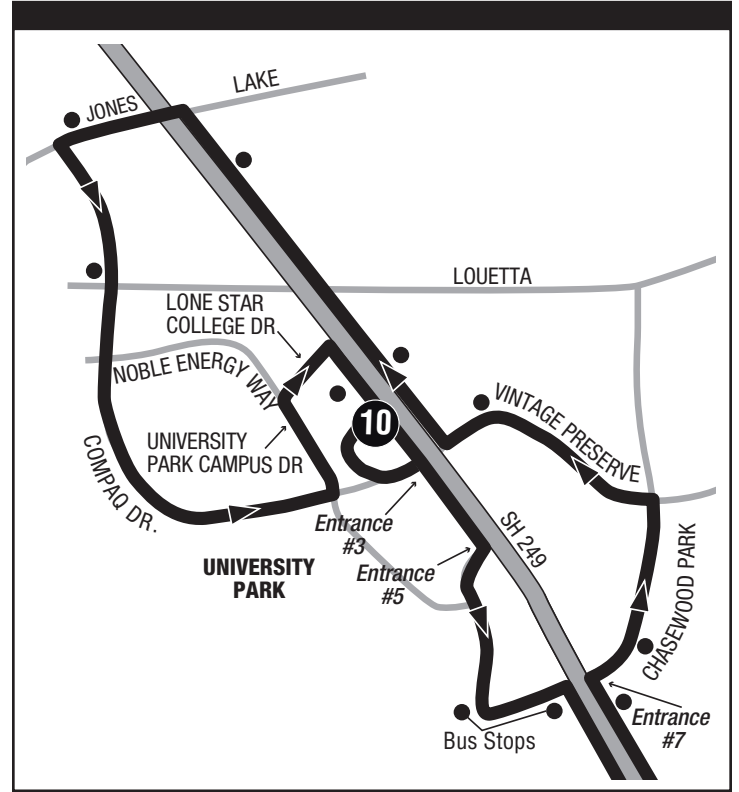 LAKE
JONES
LOUETTA
LONE STAR
COLLEGE DR
NOBLE ENERGY WAY
10
VINTAGE PRESERVE
UNIVERSITY
PARK CAMPUS DR
COMPAQ DR.
Entrance
#3
SH 249
UNIVERSITY
PARK
Entrance
#5
CHASEWOOD PARK
Entrance
#7
Bus Stops